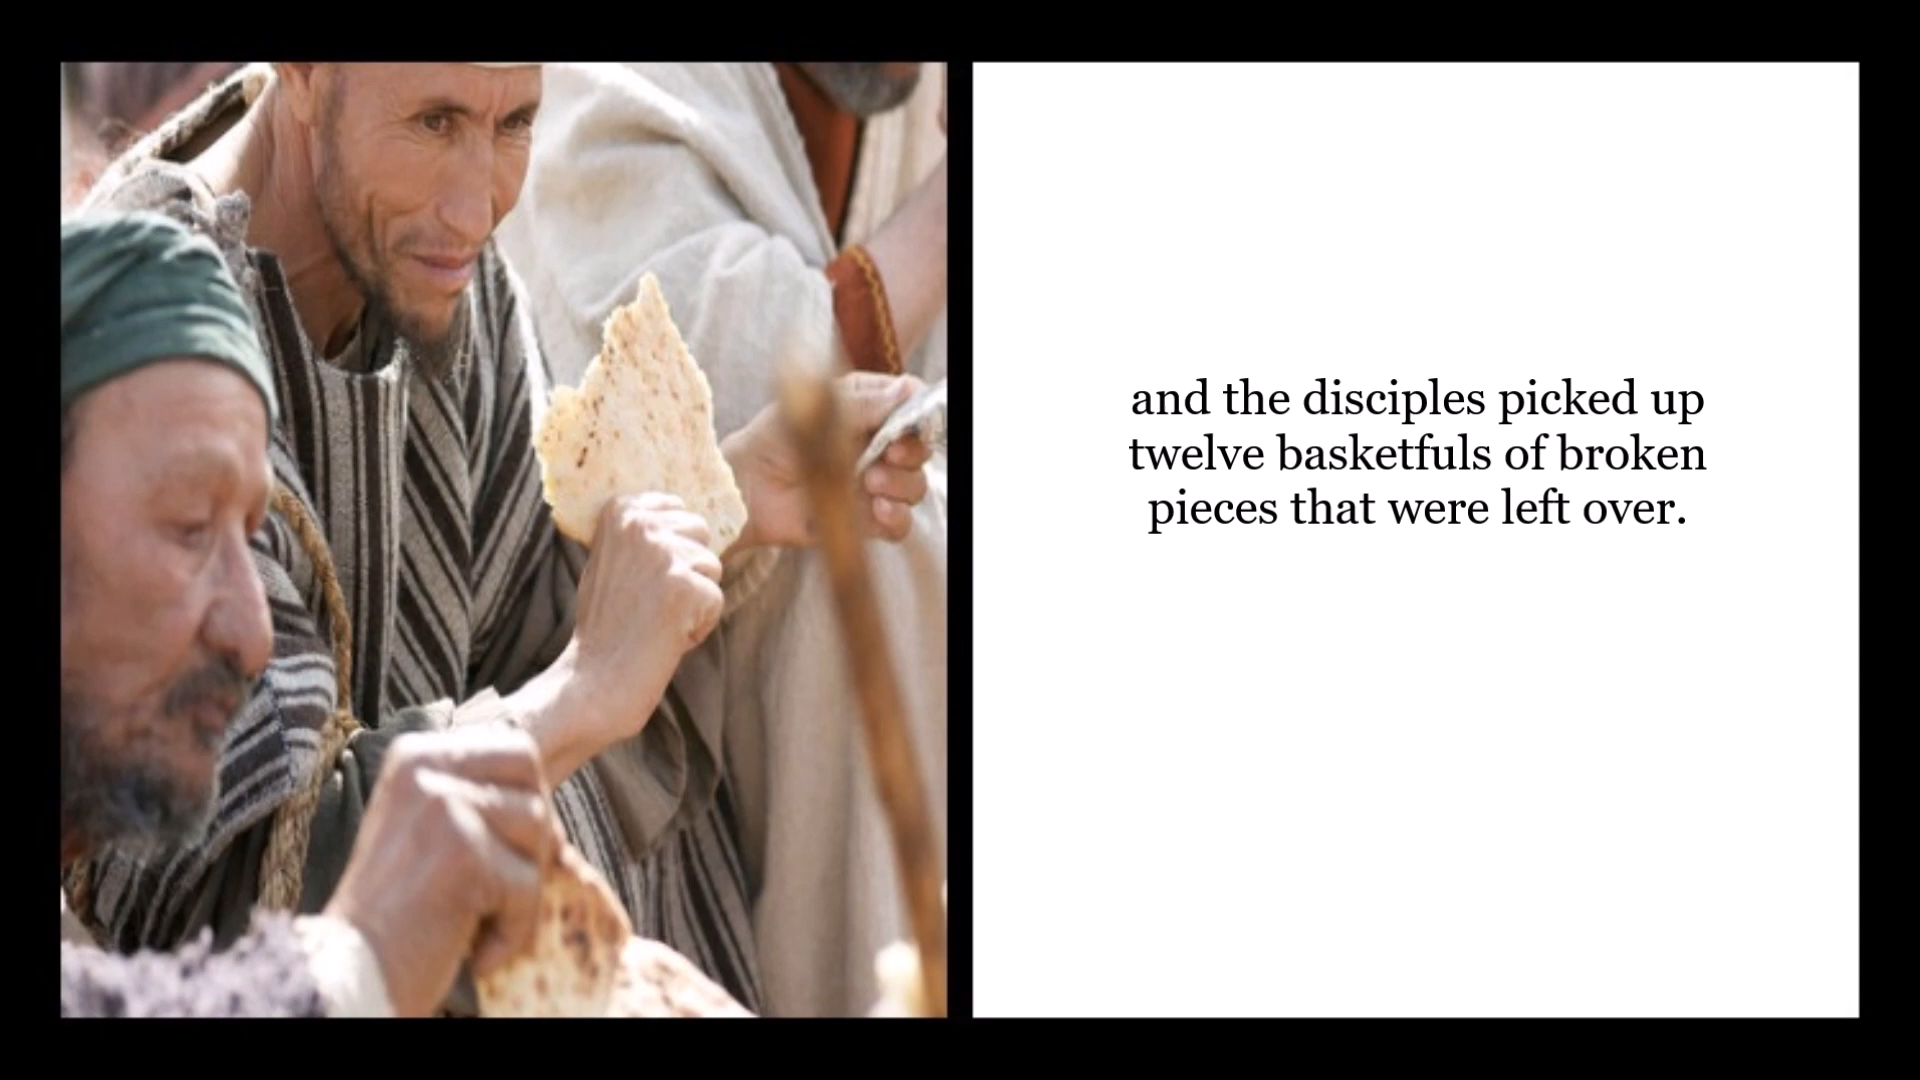 and the disciples picked up
twelve basketfuls of broken
pieces that were left over.